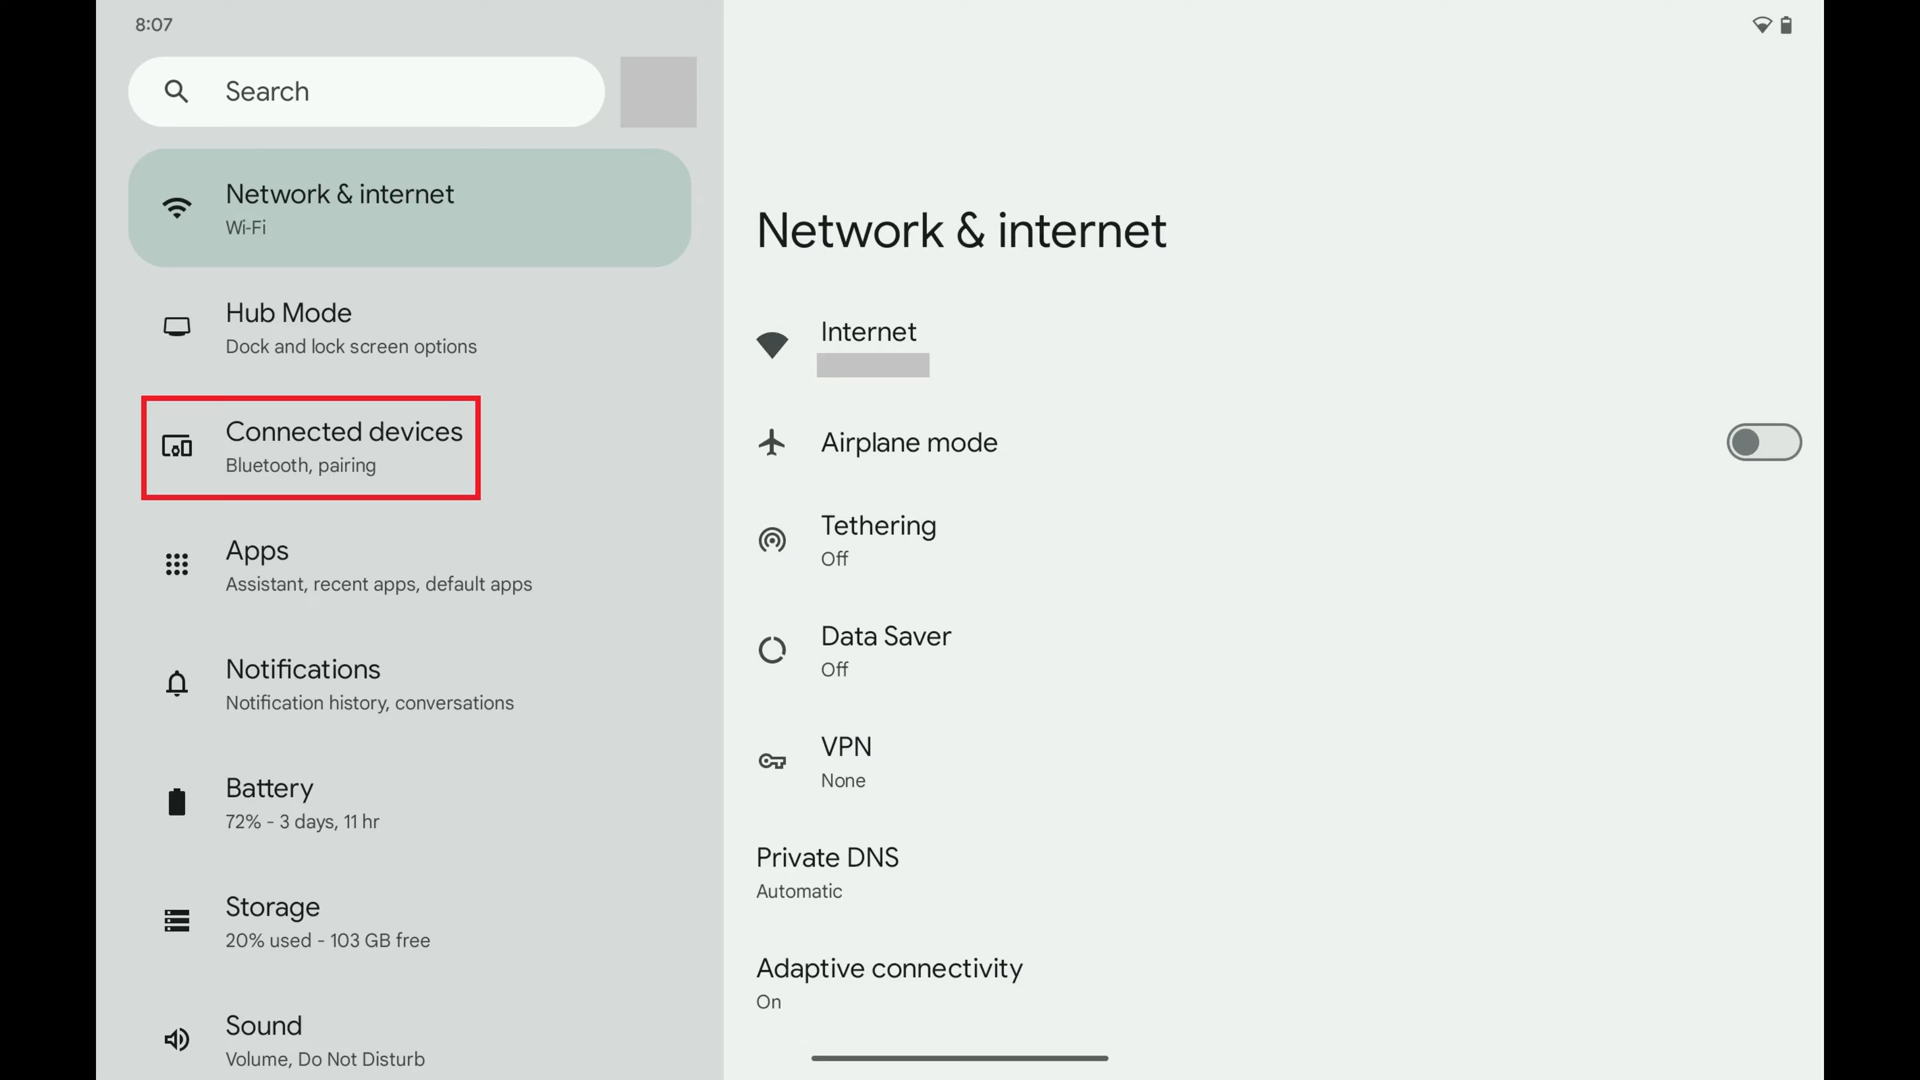 8:07
Search
Network & internet
Wi-Fi
Hub Mode
Dock and lock screen options
Connected devices
Bluetooth, pairing
Apps
Assistant, recent apps, default apps
Notifications
Notification history, conversations
Battery
72% - 3 days, 11 hr
Storage
20% used - 103 GB free
Sound
Volume, Do Not Disturb
Network & internet
Internet
Airplane mode
Tethering
Off
Data Saver
Off
VPN
None
Private DNS
Automatic
Adaptive connectivity
On